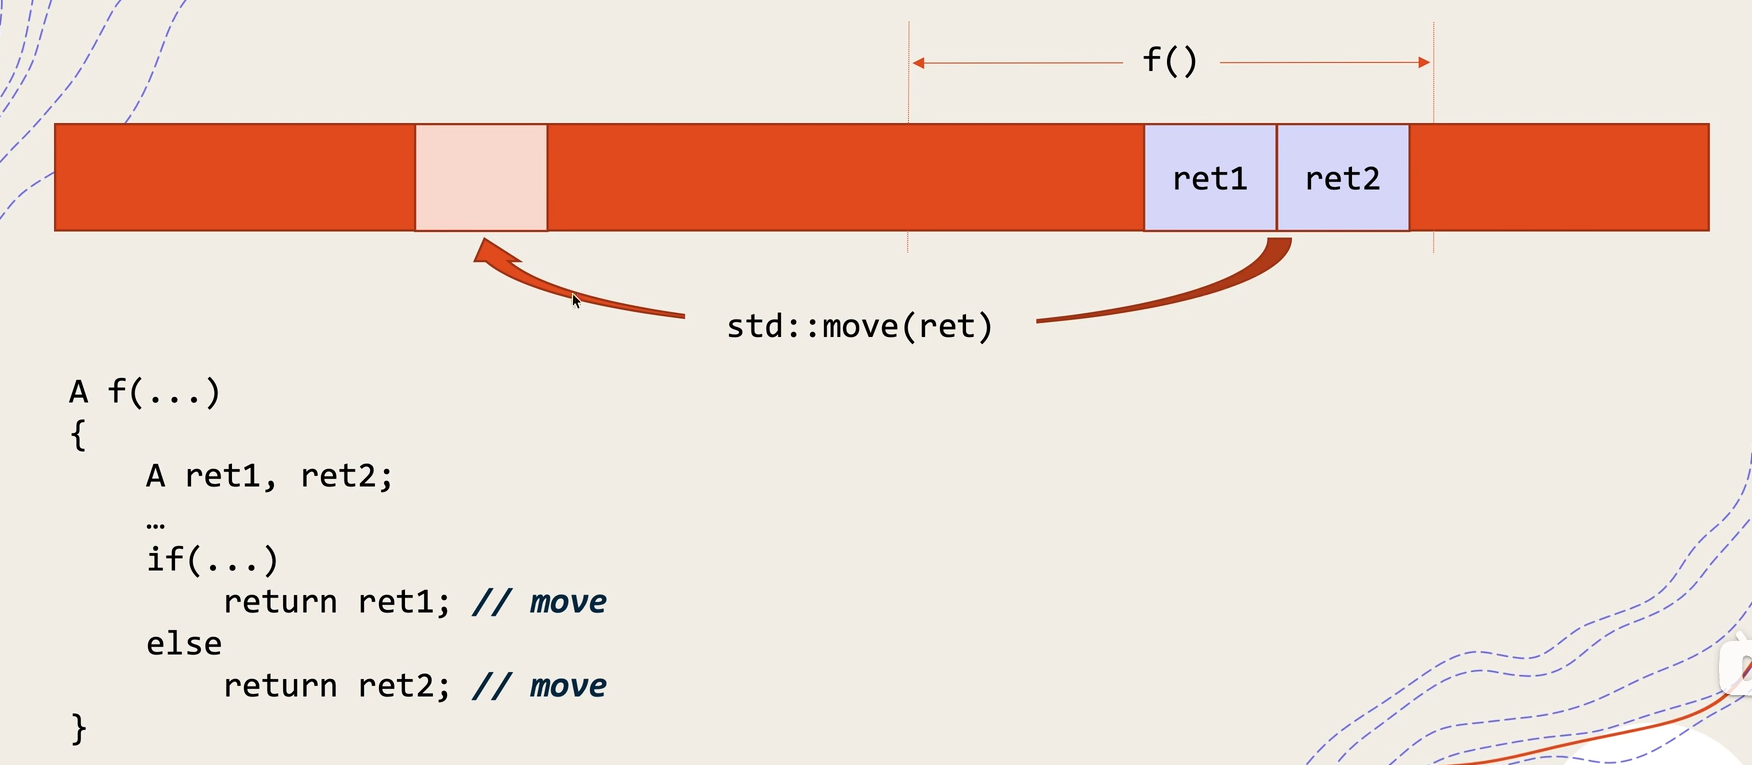 f()
ret1 ret2
std::move(ret)
A f(...)
{
A ret1, ret2;
…
if(...)
return ret1; // move
else
return ret2; // move
}